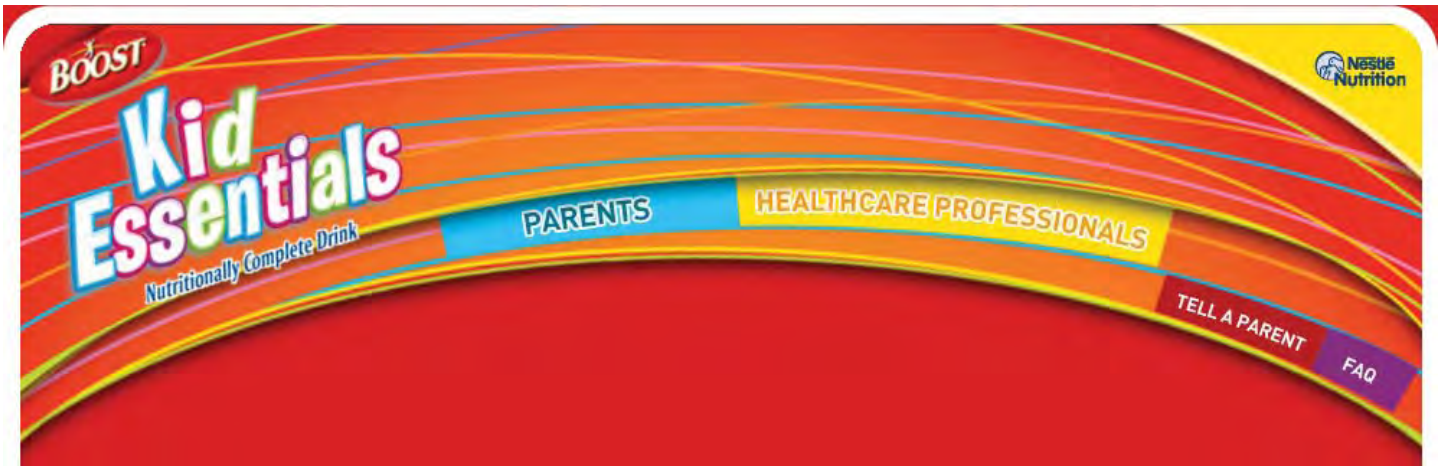 BOOST
Kid
Essentials
Nutritionally Complete Drink
Nestlé
Nutrition
PARENTS
HEALTHCARE PROFESSIONALS
TELL A PARENT
FAQ